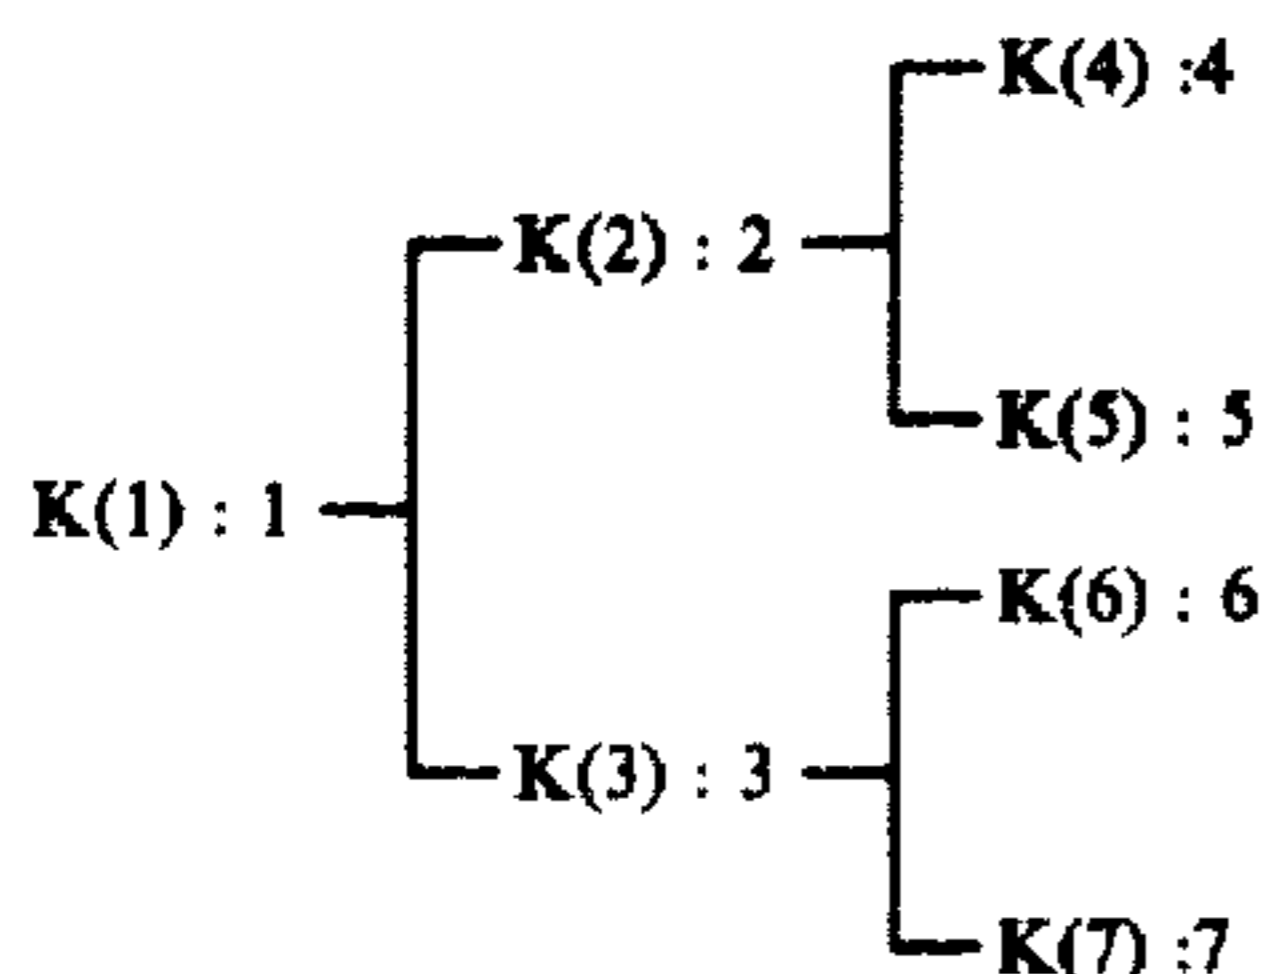 K(4) :4
K(2) : 2
K(5) : 5
K(1) : 1
K(6) : 6
K(3) : 3
K(7) :7